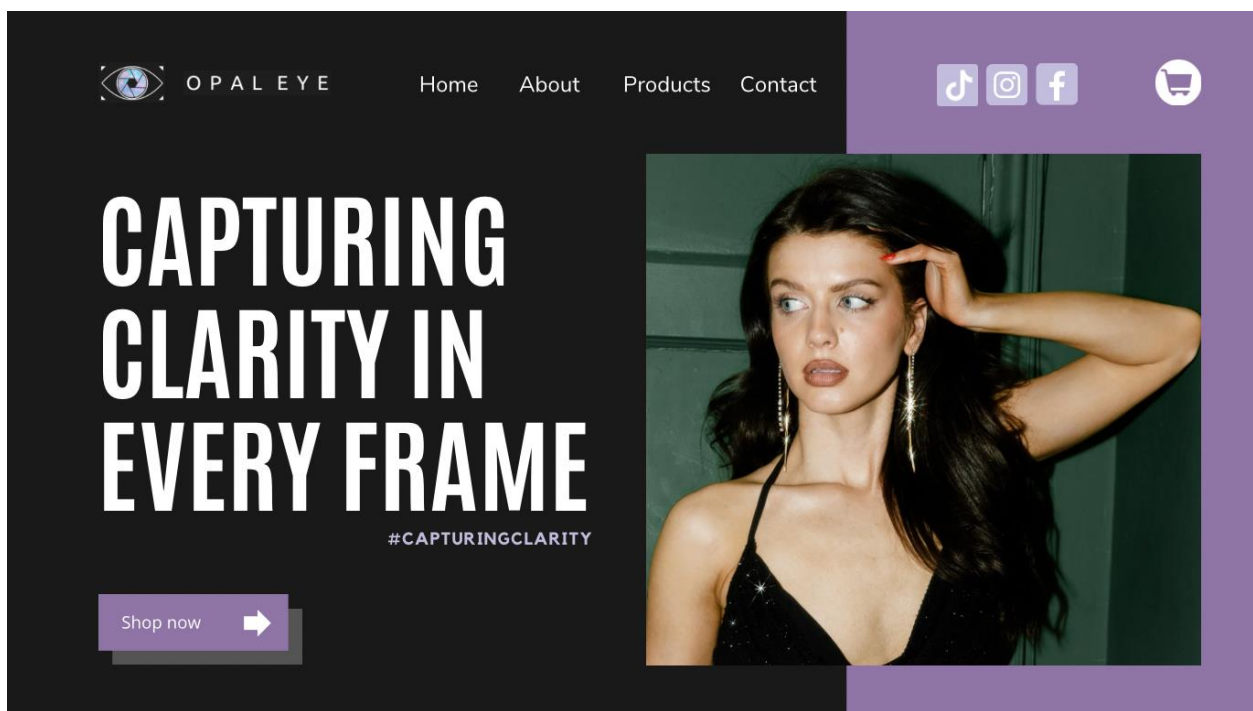 OPAL EYE
Home About Products Contact
CAPTURING
CLARITY IN
EVERY FRAME
#CAPTURINGCLARITY
Shop now